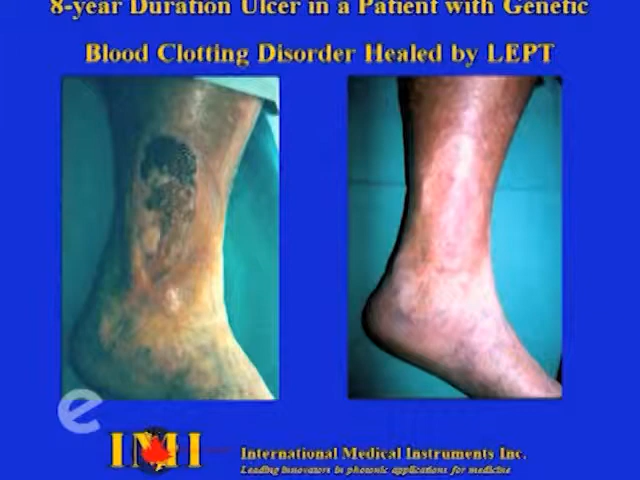 8-year Duration Ulcer in a Patient with Genetic
Blood Clotting Disorder Healed by LEPT
e
IMI
International Medical Instruments Inc.
Leading innovators in photonic applications for medicine